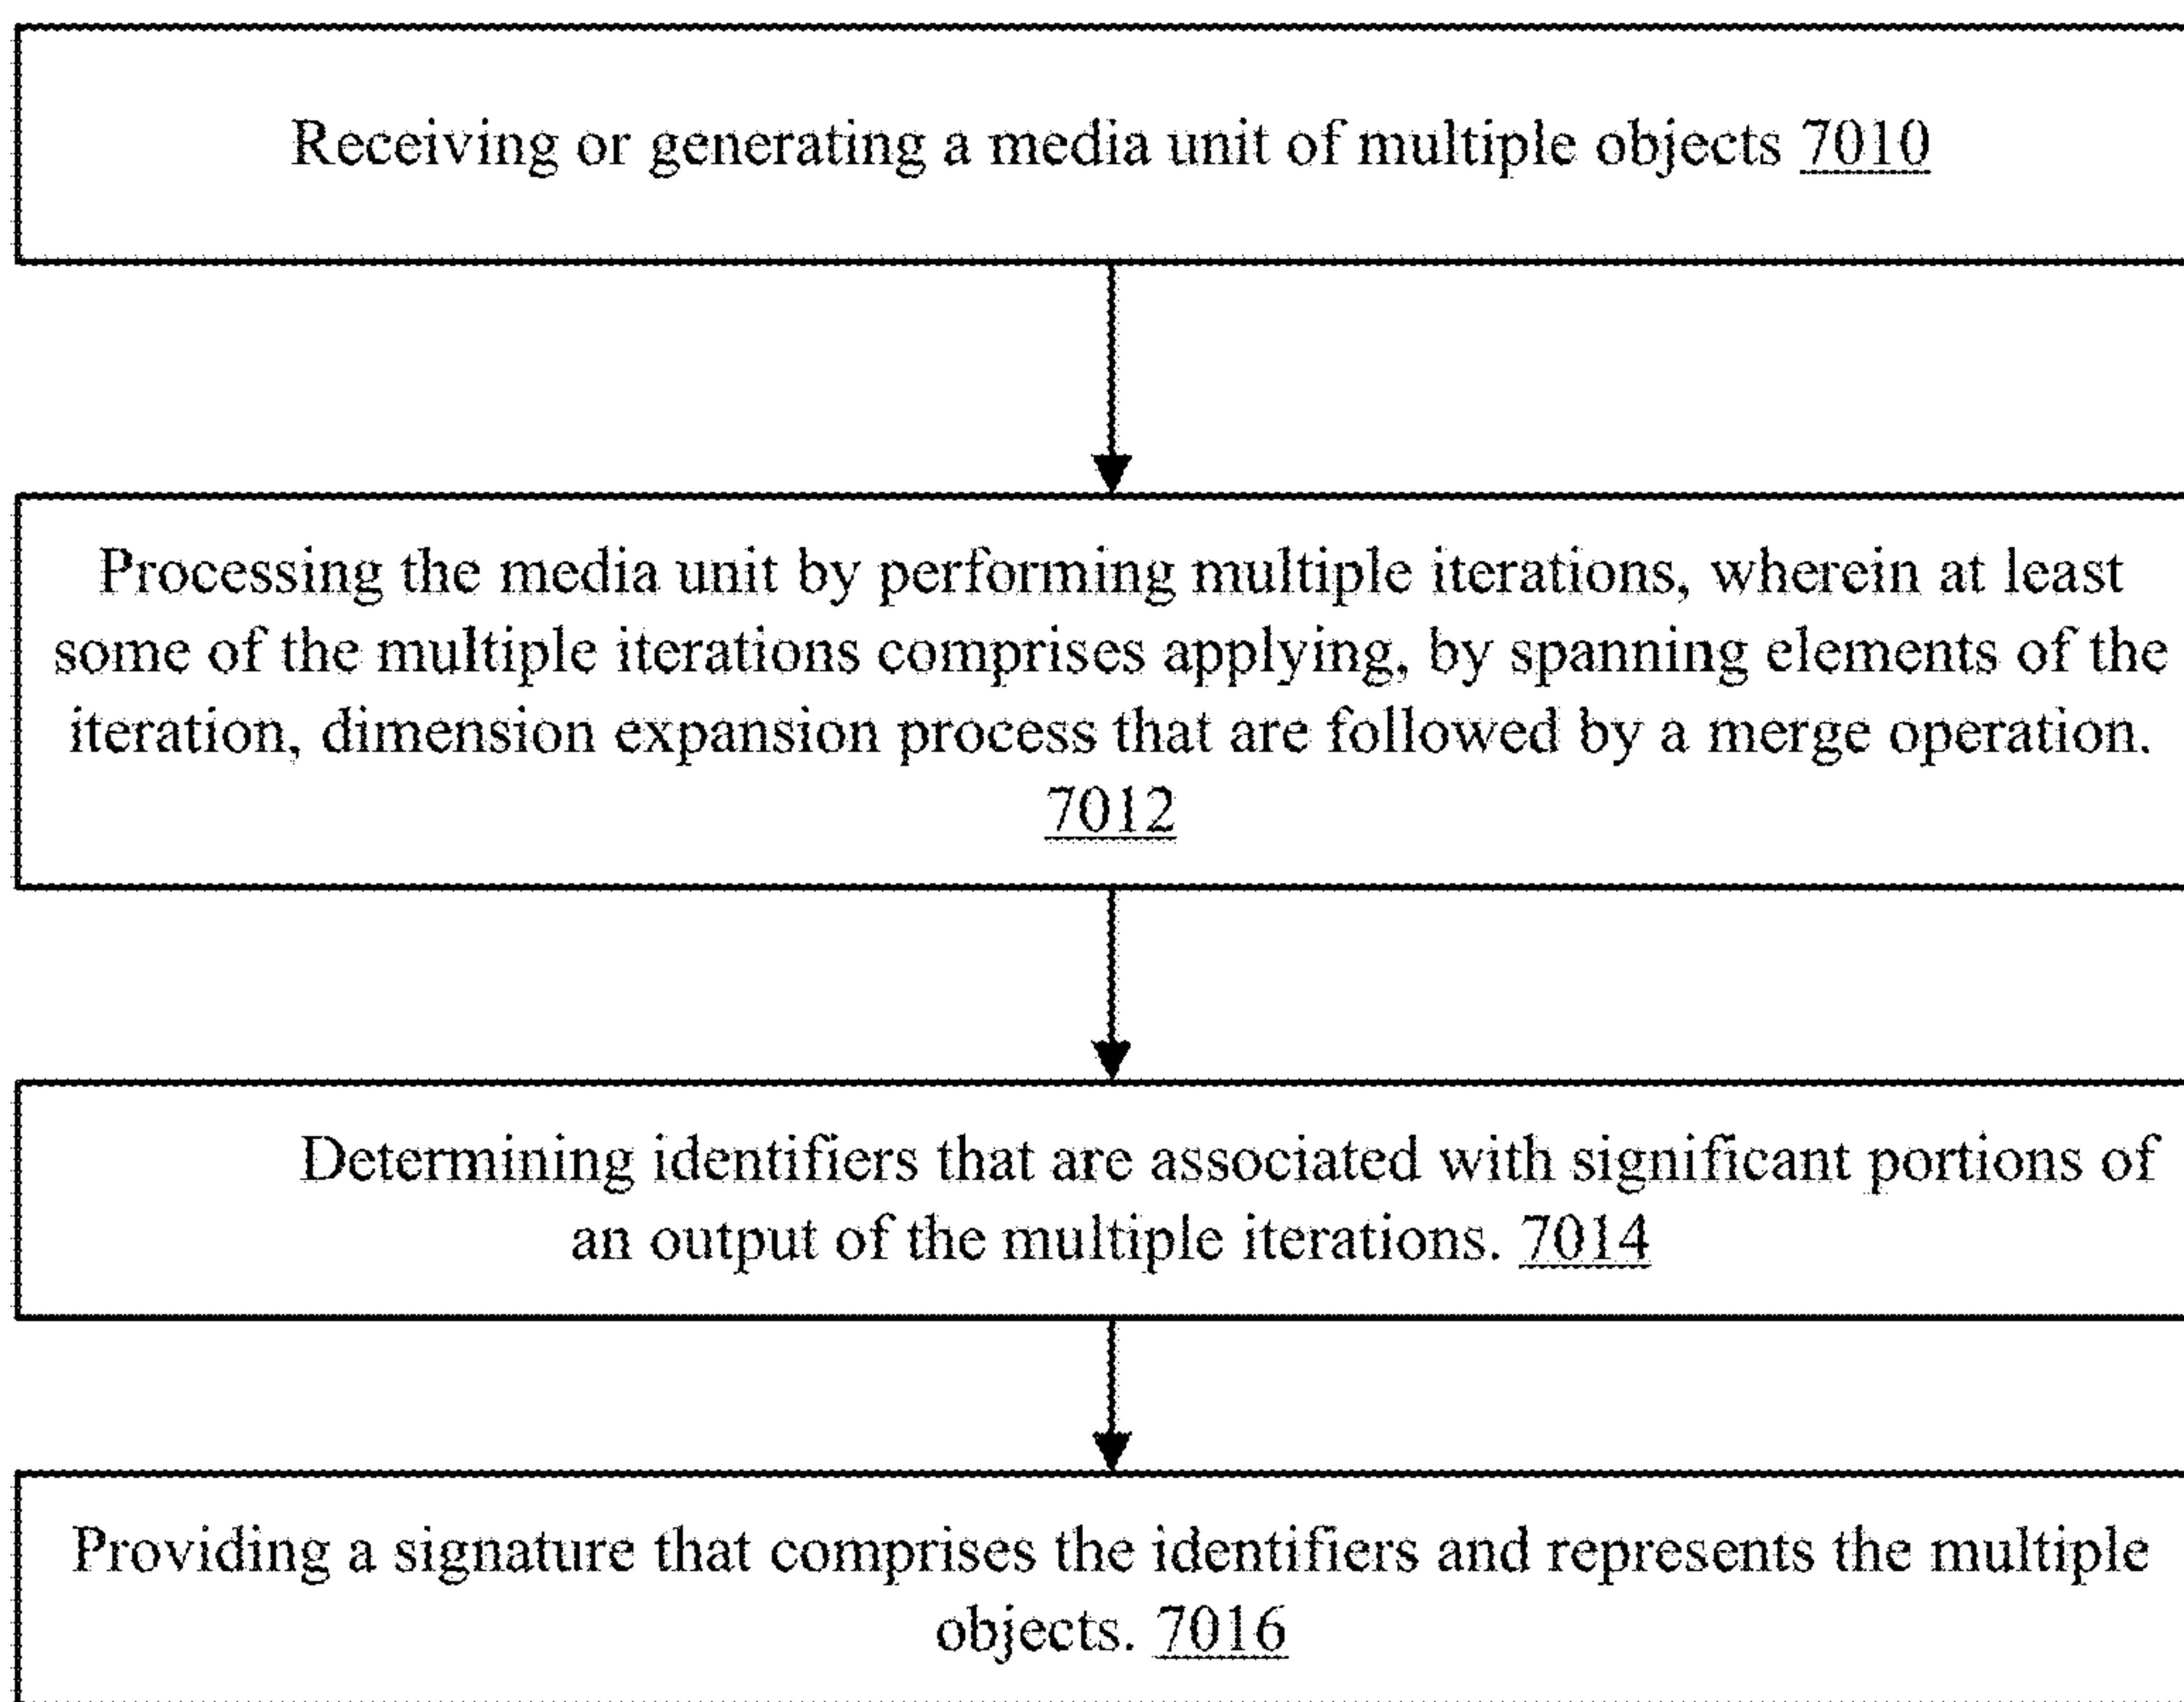 Receiving or generating a media unit of multiple objects 7010
Processing the media unit by performing multiple iterations, wherein at least
some of the multiple iterations comprises applying, by spanning elements of the
iteration, dimension expansion process that are followed by a merge operation.
7012
Determining identifiers that are associated with significant portions of
an output of the multiple iterations. 7014
Providing a signature that comprises the identifiers and represents the multiple
objects. 7016